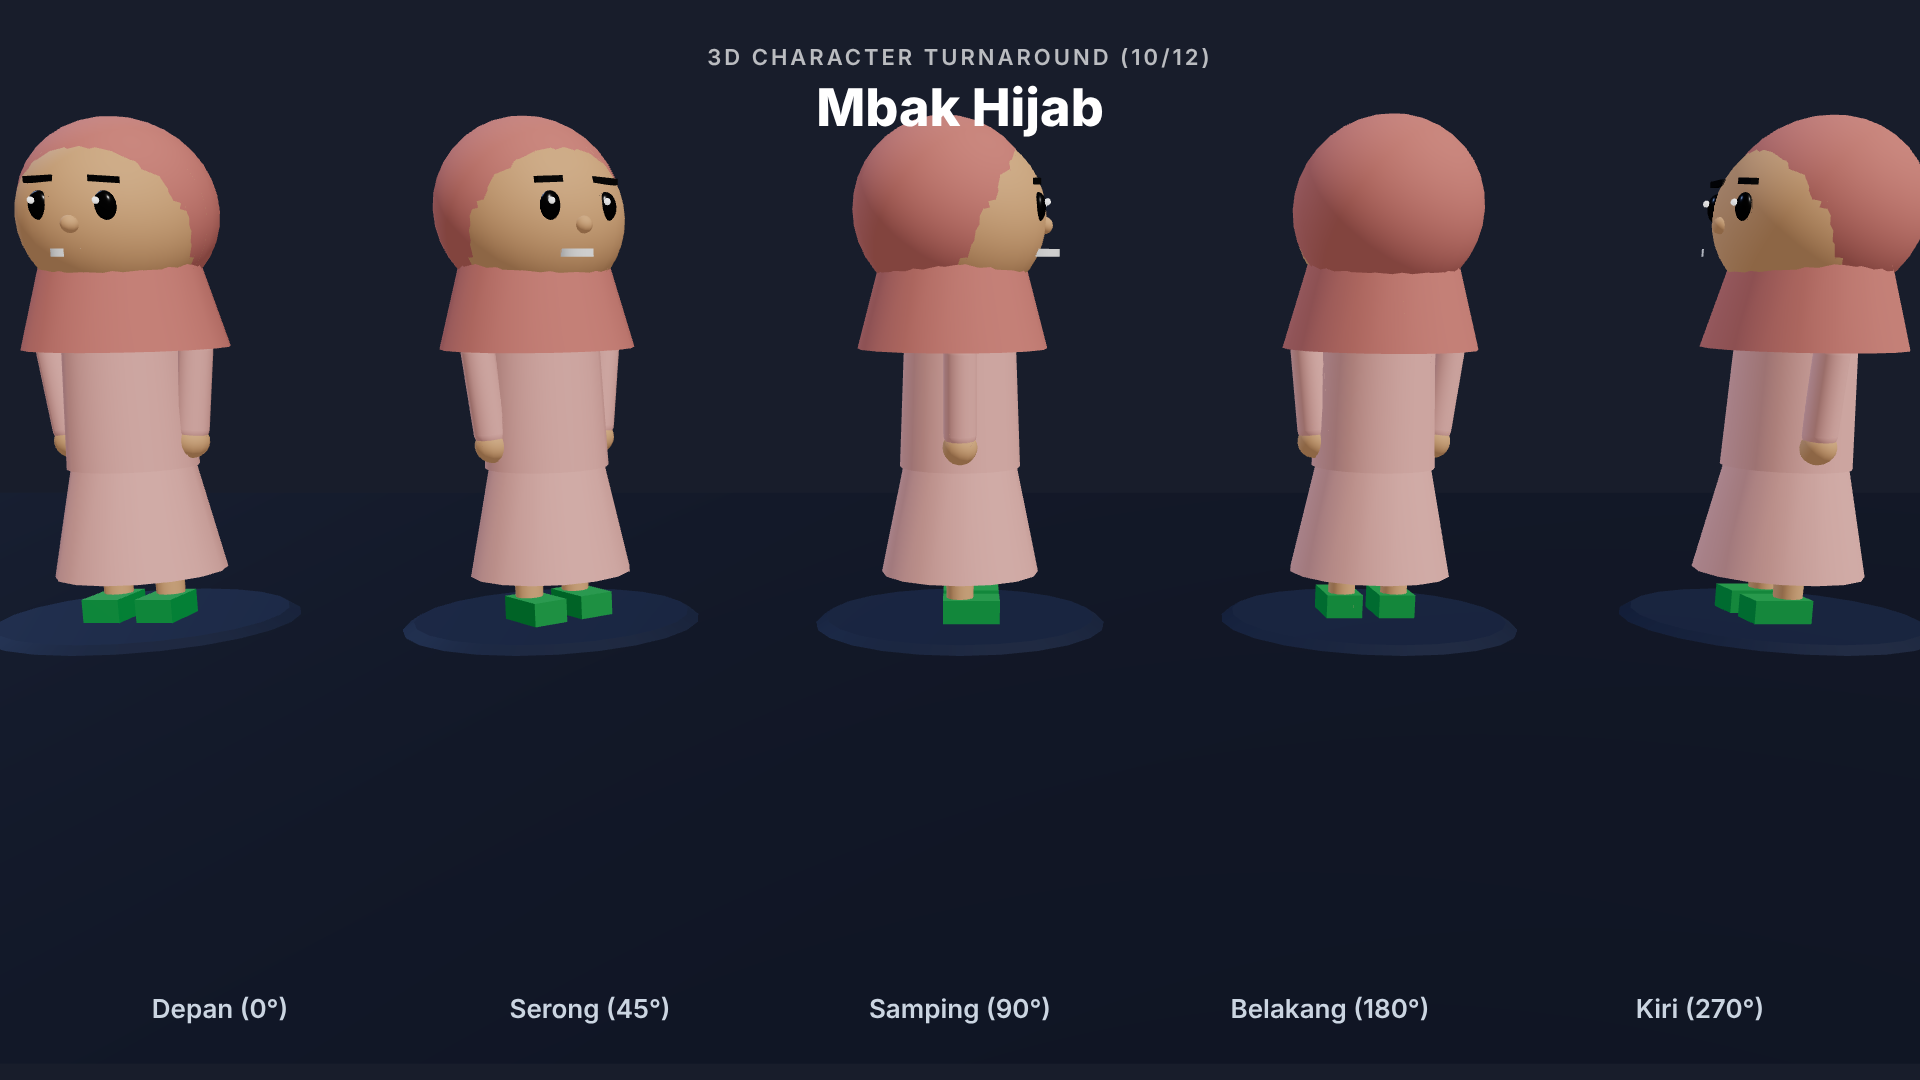 3D CHARACTER TURNAROUND (10/12)
Mbak Hijab
Depan (0°)
Serong (45°)
Samping (90°)
Belakang (180°)
Kiri (270°)